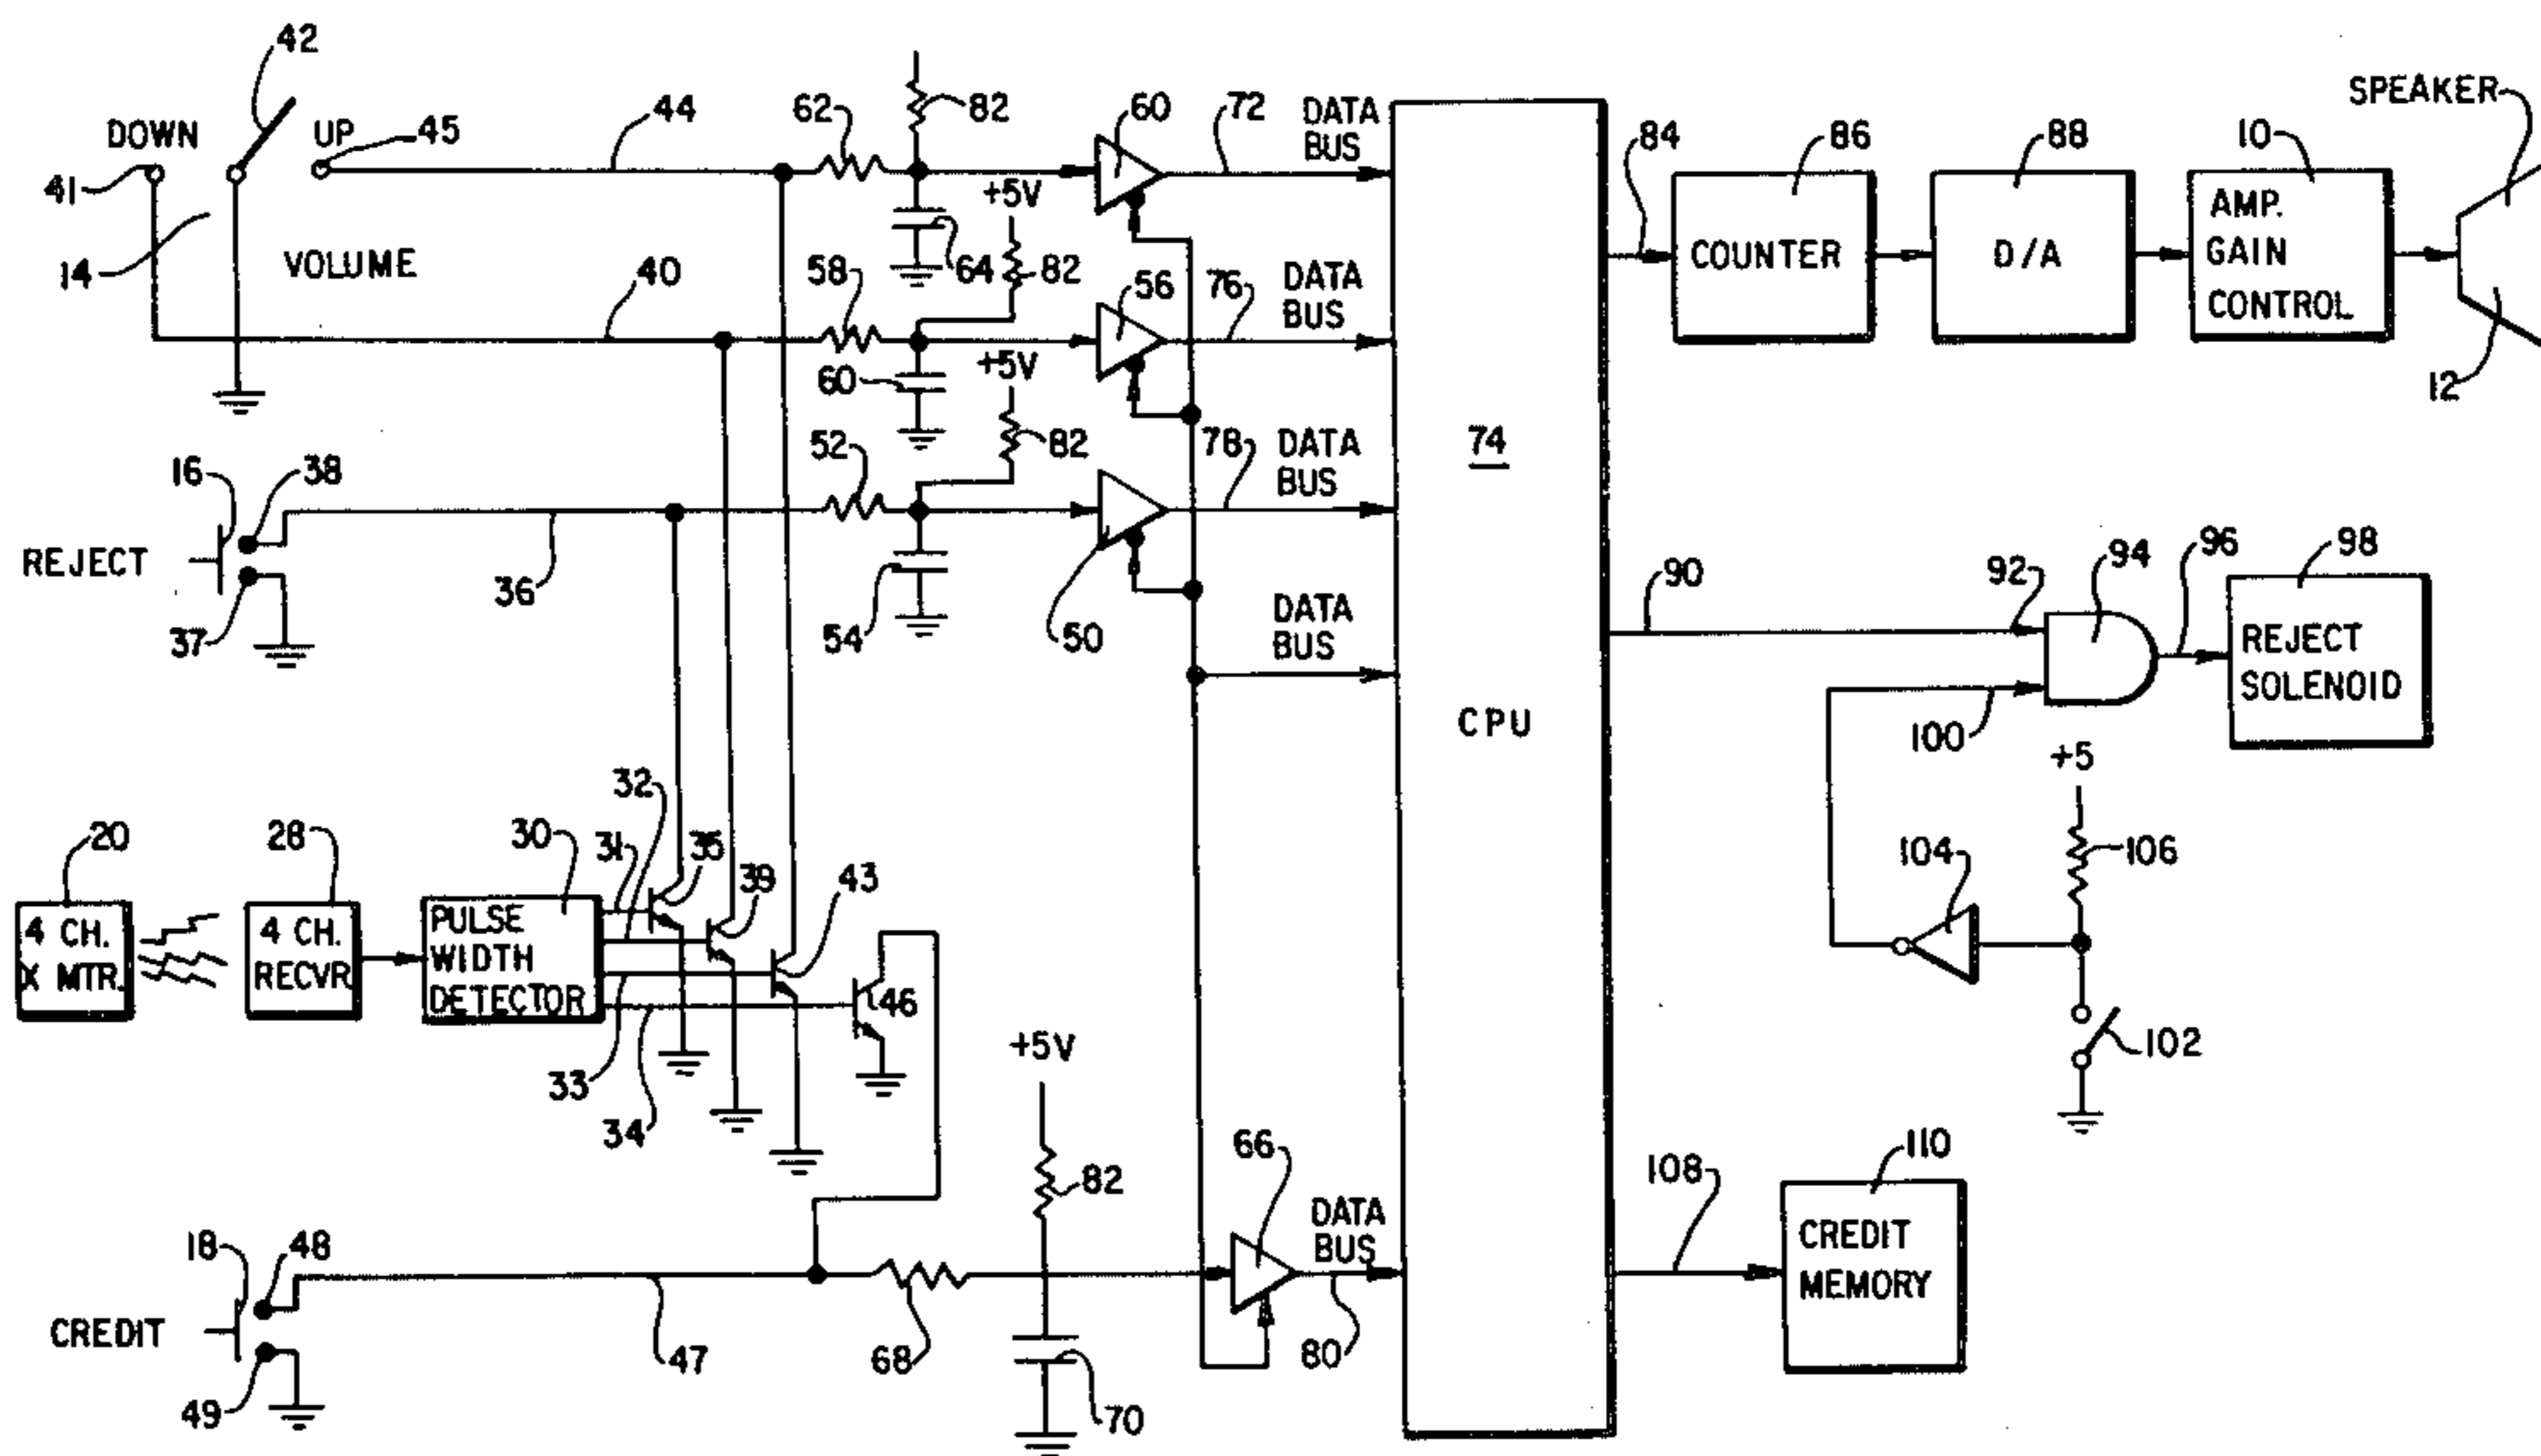 42
DOWN
UP
45
44
62
82
60
72
DATA
BUS
41
14
VOLUME
+5V
64
82
40
58
56
76
DATA
BUS
60
+5V
82
16
38
REJECT
37
36
52
54
50
78
DATA
BUS
DATA
BUS
74
CPU
84
86
COUNTER
88
D/A
10
AMP.
GAIN
CONTROL
SPEAKER
12
90
92
94
96
98
REJECT
SOLENOID
100
+5
104
106
102
20
4 CH.
X MTR.
28
4 CH.
RECVR
30
PULSE
WIDTH
DETECTOR
31
32
35
39
43
46
33
34
+5V
82
18
48
CREDIT
49
47
68
70
66
DATA
BUS
80
108
110
CREDIT
MEMORY